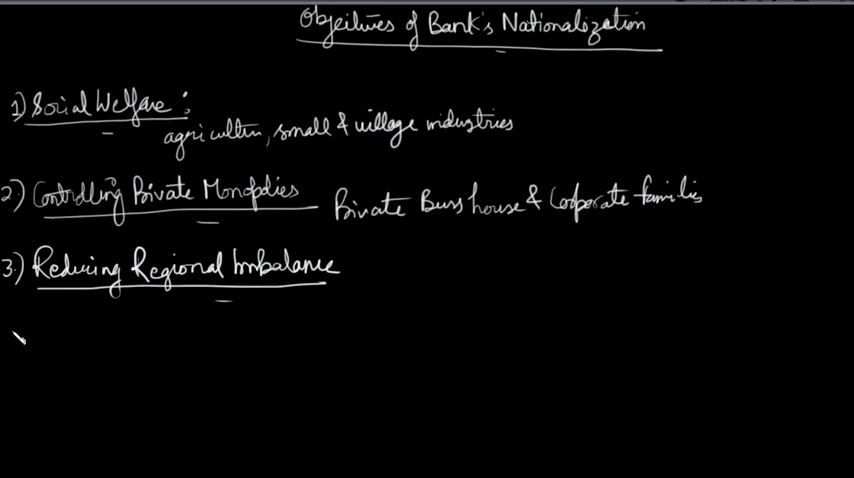 Objectives of Bank's Nationalization
1) Social Welfare :
agriculture, small & village industries
2.) Controlling Private Monopolies Private Buss house & Corporate families
3.) Reducing Regional Imbalance